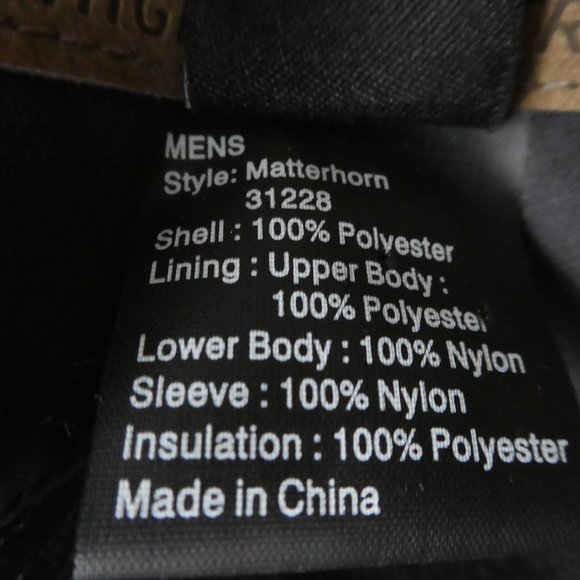 MENS
Style: Matterhorn
31228
Shell : 100% Polyester
Lining : Upper Body :
100% Polyester
Lower Body : 100% Nylon
Sleeve : 100% Nylon
Insulation : 100% Polyester
Made in China